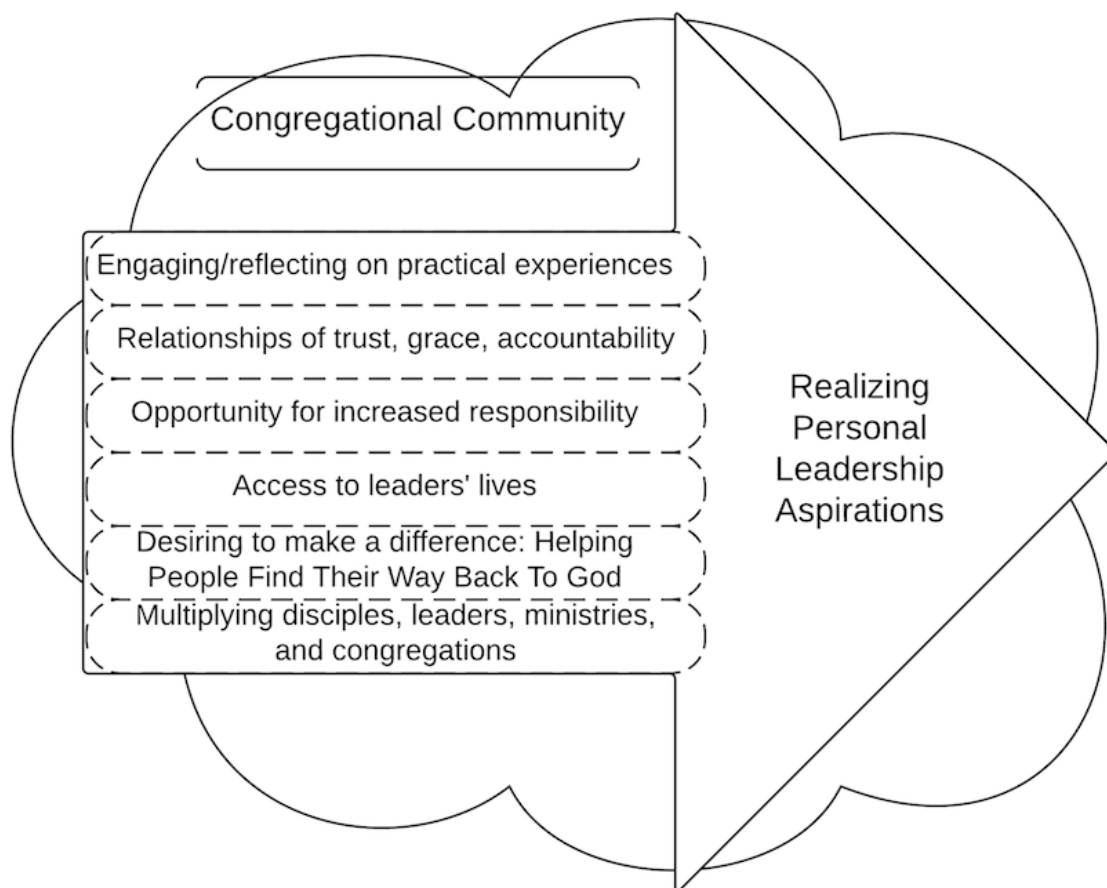 Congregational Community
Engaging/reflecting on practical experiences
Relationships of trust, grace, accountability
Opportunity for increased responsibility
Access to leaders' lives
Desiring to make a difference: Helping
People Find Their Way Back To God
Multiplying disciples, leaders, ministries,
and congregations
Realizing
Personal
Leadership
Aspirations